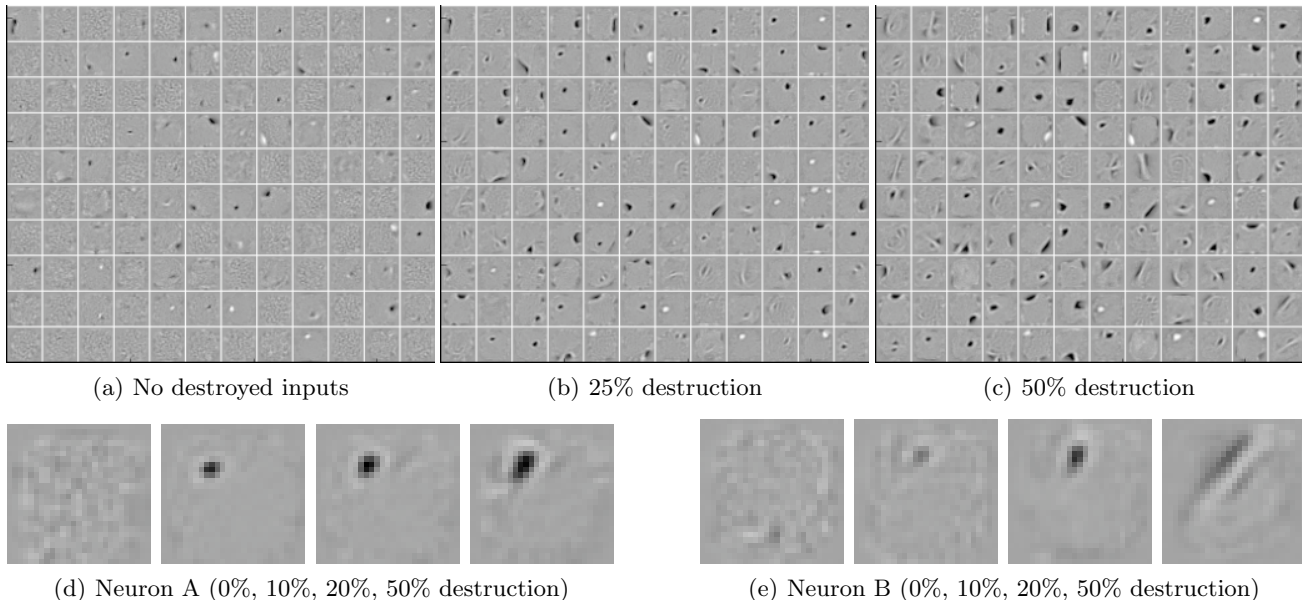 (a) No destroyed inputs
(b) 25% destruction
(c) 50% destruction
(d) Neuron A (0%, 10%, 20%, 50% destruction)
(e) Neuron B (0%, 10%, 20%, 50% destruction)